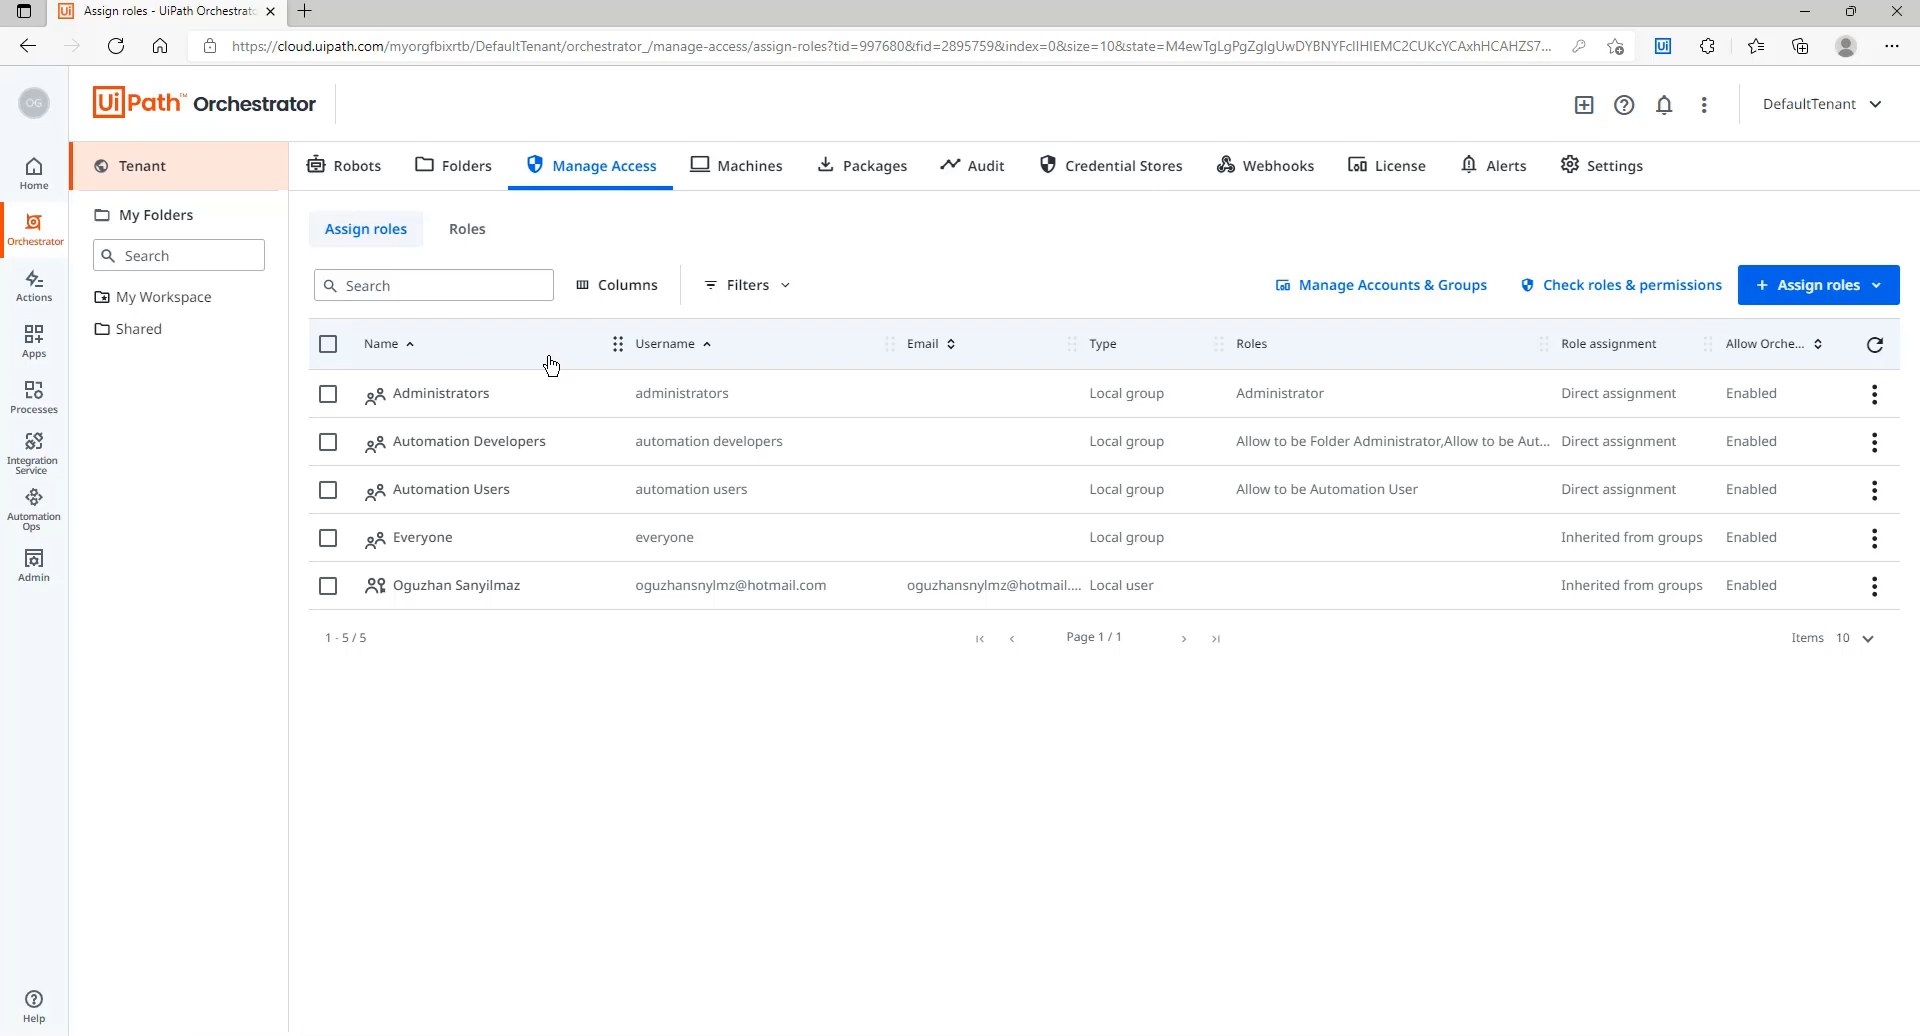 Assign roles - UiPath Orchestrato
https://cloud.uipath.com/myorgfbixrtb/DefaultTenant/orchestrator_/manage-access/assign-roles?tid=997680&fid=2895759&index=0&size=10&state=M4ewTgLgPgZglgUwDYBNYFcIIHIEMC2CUKcYCAxhHCAHZS7...
OG
UiPath™ Orchestrator
DefaultTenant
Home
Orchestrator
Actions
Apps
Processes
Integration
Service
Automation
Ops
Admin
Help
Tenant
My Folders
Search
My Workspace
Shared
Robots
Folders
Manage Access
Machines
Packages
Audit
Credential Stores
Webhooks
License
Alerts
Settings
Assign roles
Roles
Search
Columns
Filters
Manage Accounts & Groups
Check roles & permissions
+ Assign roles
Name
Username
Email
Type
Roles
Role assignment
Allow Orche...
Administrators administrators Local group Administrator Direct assignment Enabled
Automation Developers automation developers Local group Allow to be Folder Administrator,Allow to be Aut... Direct assignment Enabled
Automation Users automation users Local group Allow to be Automation User Direct assignment Enabled
Everyone everyone Local group Inherited from groups Enabled
Oguzhan Sanyilmaz oguzhansnylmz@hotmail.com oguzhansnylmz@hotmail.... Local user Inherited from groups Enabled
1 - 5 / 5
Page 1 / 1
Items 10